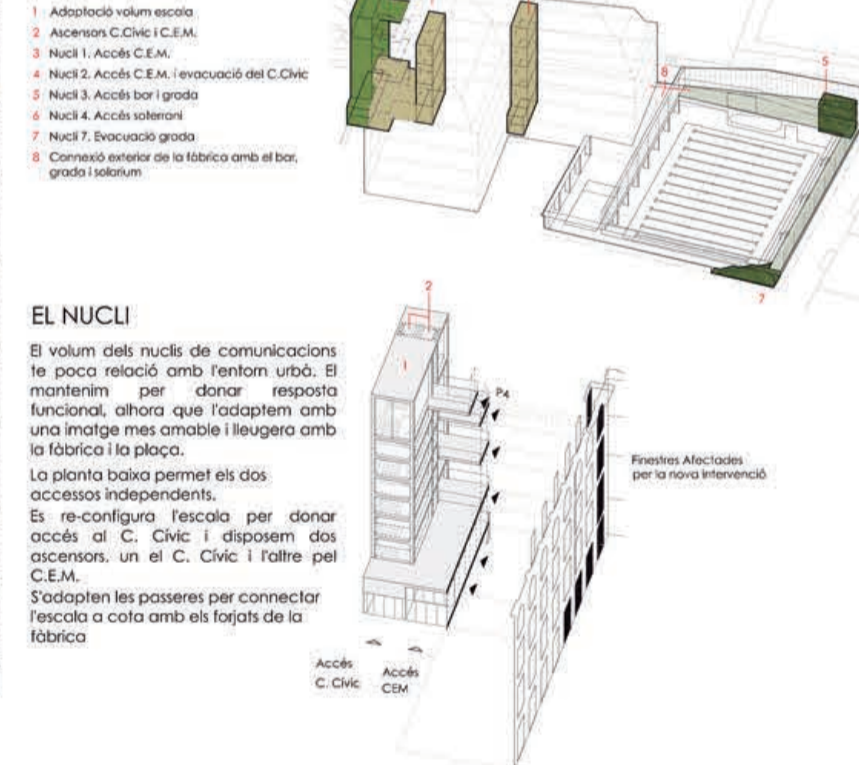 1 Adaptació volum escala
2 Ascensors C.Cívic i C.E.M.
3 Nucli 1. Accés C.E.M.
4 Nucli 2. Accés C.E.M. i evacuació del C.Cívic
5 Nucli 3. Accés bar i grada
6 Nucli 4. Accés soterrani
7 Nucli 7. Evacuació grada
8 Connexió exterior de la fàbrica amb el bar,
grada i solarium
8
5
7
EL NUCLI
El volum dels nuclis de comunicacions
te poca relació amb l'entorn urbà. El
mantenim per donar resposta
funcional, alhora que l'adaptem amb
una imatge mes amable i lleugera amb
la fàbrica i la plaça.
La planta baixa permet els dos
accessos independents.
Es re-configura l'escala per donar
accés al C. Cívic i disposem dos
ascensors. un el C. Cívic i l'altre pel
C.E.M.
S'adapten les passeres per connectar
l'escala a cota amb els forjats de la
fàbrica
2
1
P4
Finestres Afectades
per la nova intervenció
Accés
C. Cívic
Accés
CEM